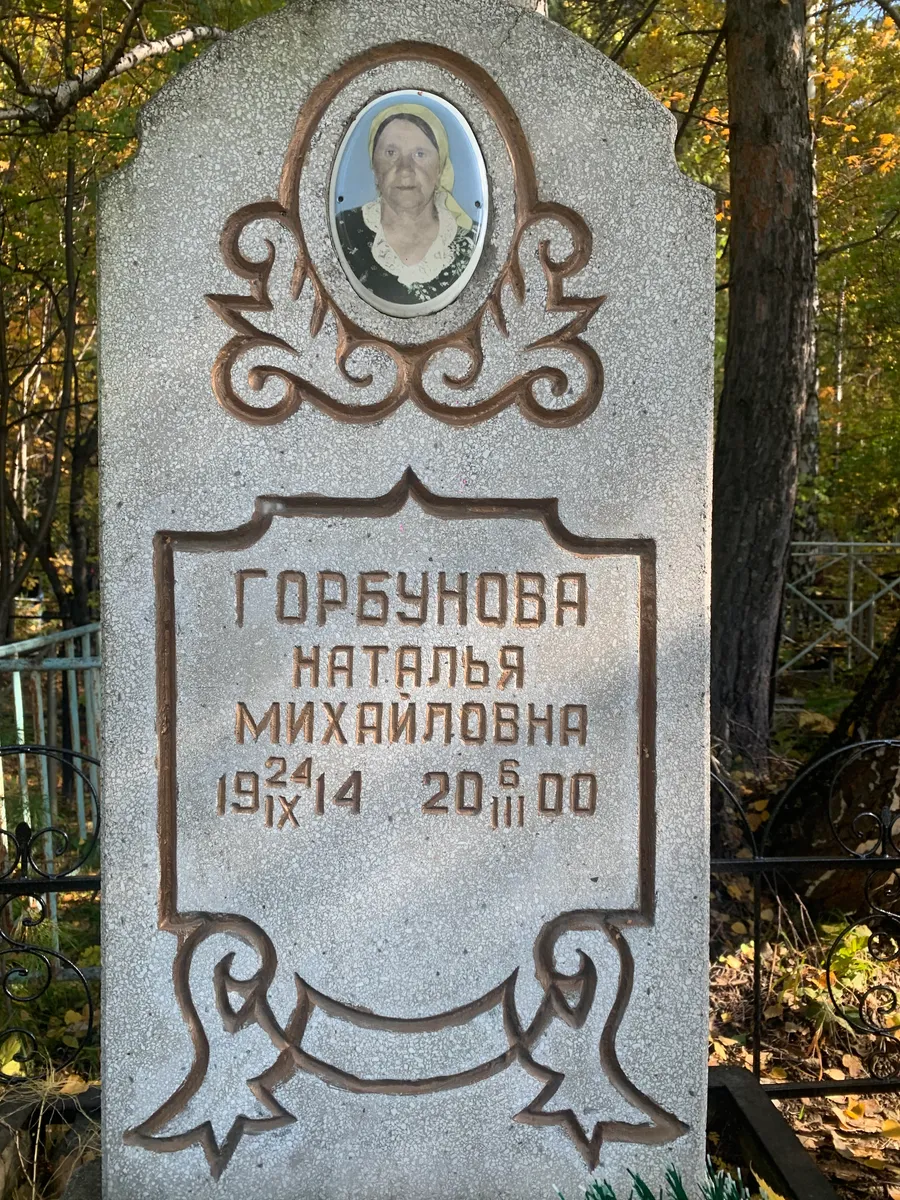 ГОРБУНОВА
НАТАЛЬЯ
МИХАЙЛОВНА
19 24/IX 14 20 6/III 00